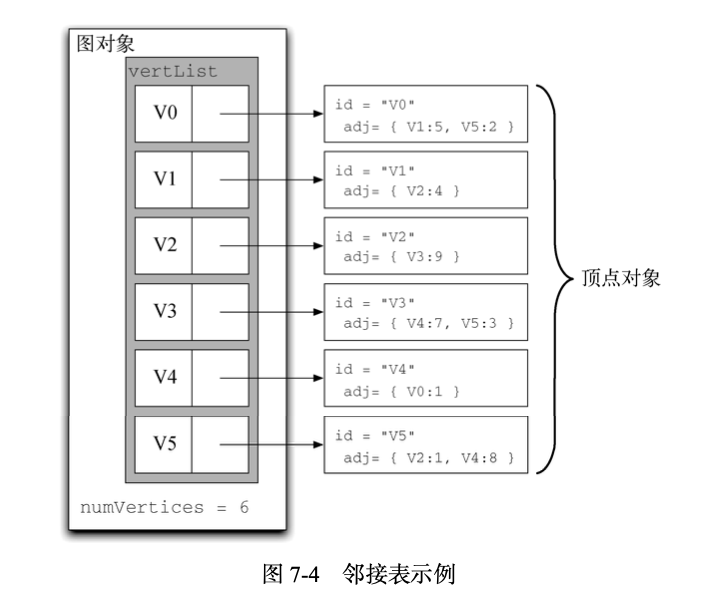 图对象
vertList
V0
id = "V0"
adj= { V1:5, V5:2 }
V1
id = "V1"
adj= { V2:4 }
V2
id = "V2"
adj= { V3:9 }
V3
id = "V3"
adj= { V4:7, V5:3 }
V4
id = "V4"
adj= { V0:1 }
V5
id = "V5"
adj= { V2:1, V4:8 }
顶点对象
numVertices = 6
图 7-4 邻接表示例